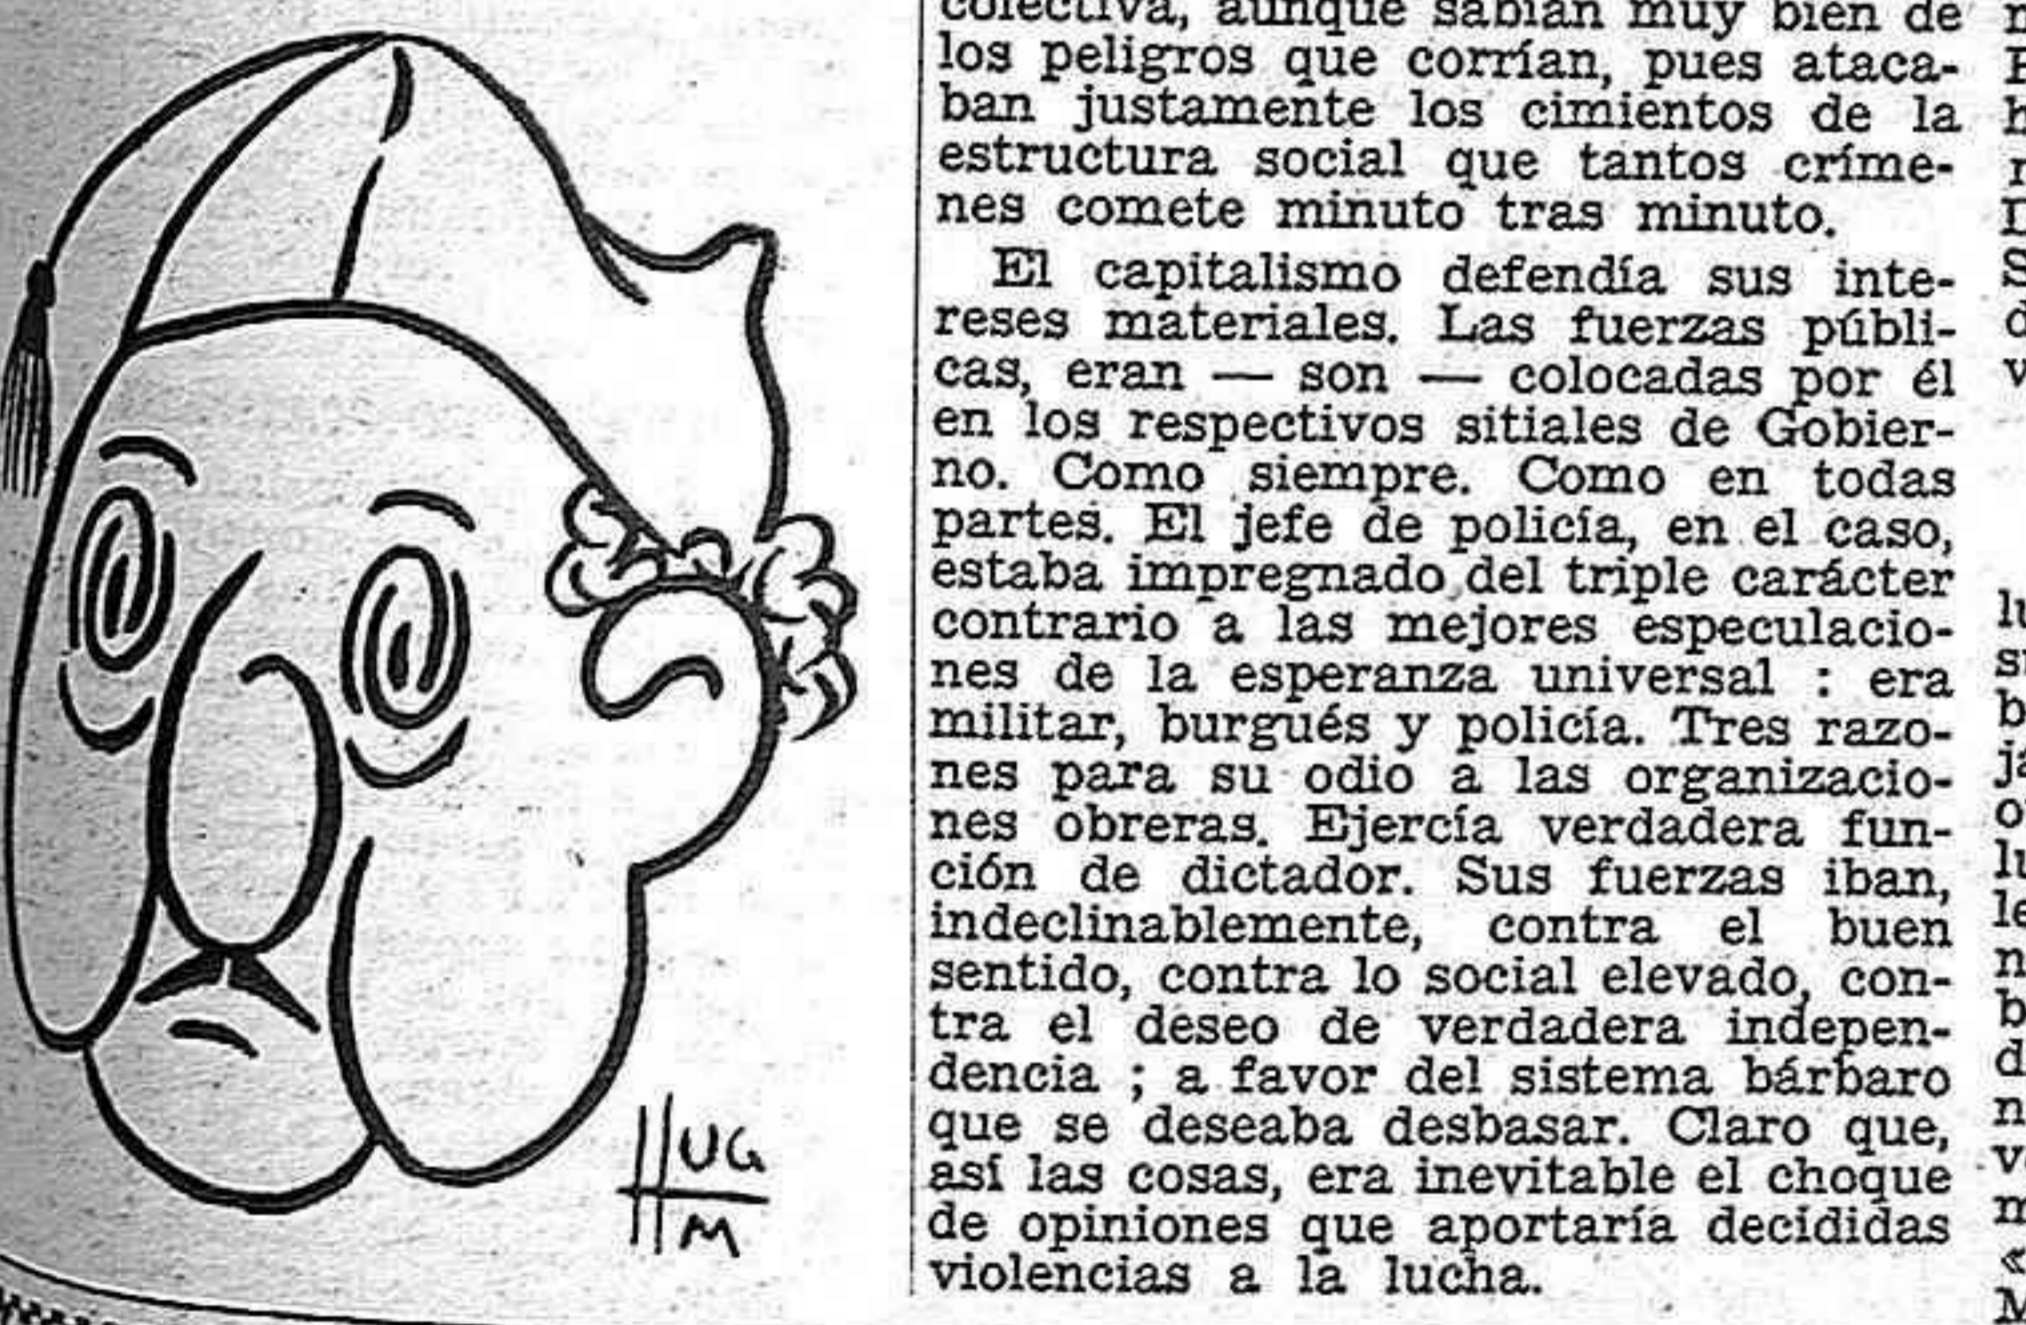 UG
M
colectiva, aunque sabían muy bien de
los peligros que corrían, pues ataca-
ban justamente los cimientos de la
estructura social que tantos críme-
nes comete minuto tras minuto.
El capitalismo defendía sus inte-
reses materiales. Las fuerzas públi-
cas, eran — son — colocadas por él
en los respectivos sitiales de Gobier-
no. Como siempre. Como en todas
partes. El jefe de policía, en el caso,
estaba impregnado del triple carácter
contrario a las mejores especulacio-
nes de la esperanza universal : era
militar, burgués y policía. Tres razo-
nes para su odio a las organizacio-
nes obreras. Ejercía verdadera fun-
ción de dictador. Sus fuerzas iban,
indeclinablemente, contra el buen
sentido, contra lo social elevado, con-
tra el deseo de verdadera indepen-
dencia ; a favor del sistema bárbaro
que se deseaba desbasar. Claro que,
así las cosas, era inevitable el choque
de opiniones que aportaría decididas
violencias a la lucha.